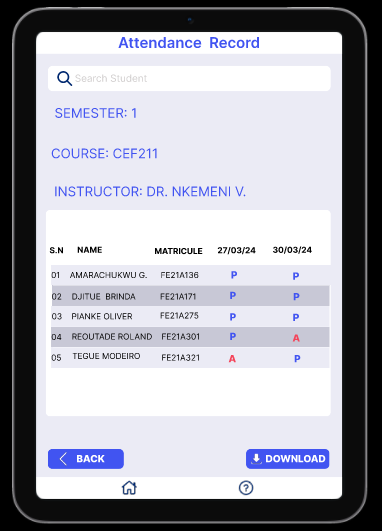 Attendance Record
Search Student
SEMESTER: 1
COURSE: CEF211
INSTRUCTOR: DR. NKEMENI V.
S.N NAME MATRICULE 27/03/24 30/03/24
01 AMARACHUKWU G. FE21A136 P P
02 DJITUE BRINDA FE21A171 P P
03 PIANKE OLIVER FE21A275 P P
04 REOUTADE ROLAND FE21A301 P A
05 TEGUE MODEIRO FE21A321 A P
BACK DOWNLOAD
?